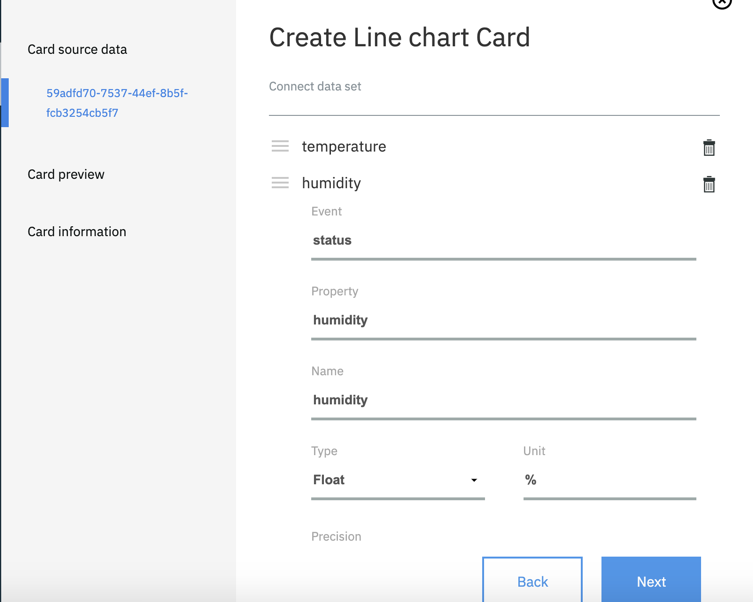 Card source data
59adfd70-7537-44ef-8b5f-
fcb3254cb5f7
Card preview
Card information
Create Line chart Card
Connect data set
temperature
humidity
Event
status
Property
humidity
Name
humidity
Type
Unit
Float
%
Precision
Back
Next